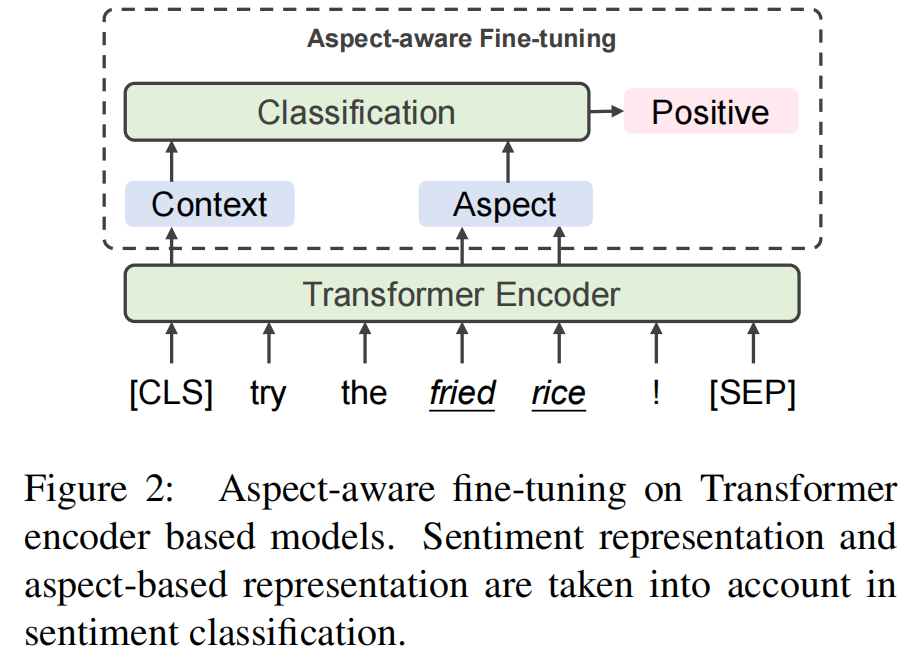 Aspect-aware Fine-tuning
Classification
Positive
Context
Aspect
Transformer Encoder
[CLS] try the fried rice ! [SEP]
Figure 2: Aspect-aware fine-tuning on Transformer
encoder based models. Sentiment representation and
aspect-based representation are taken into account in
sentiment classification.